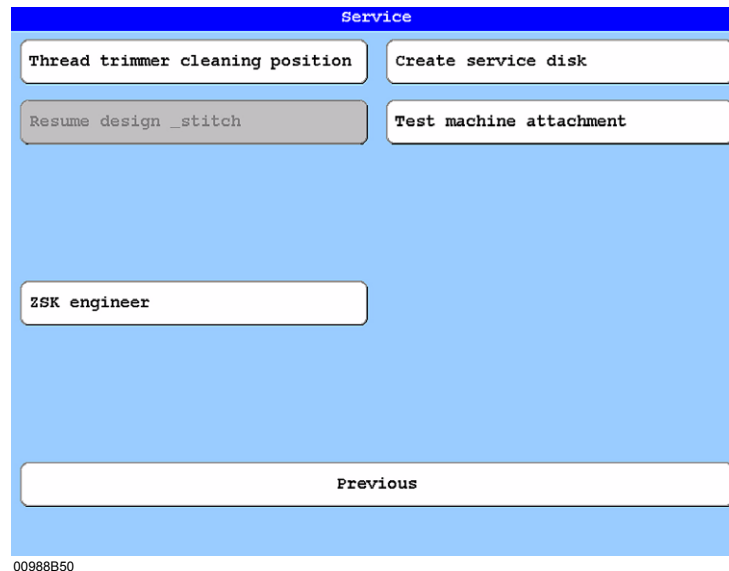 Service
Thread trimmer cleaning position
Create service disk
Resume design _stitch
Test machine attachment
ZSK engineer
Previous
00988B50